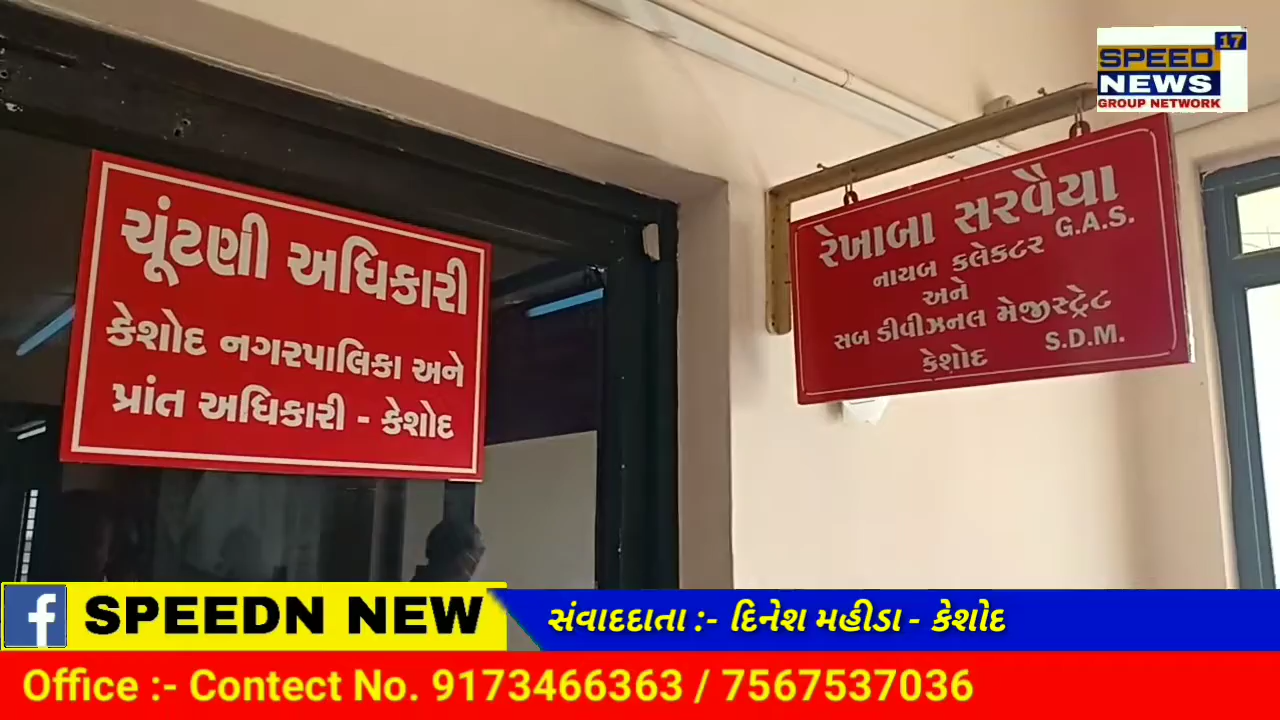 17
SPEED
NEWS
GROUP NETWORK
ચૂંટણી અધિકારી
કેશોદ નગરપાલિકા અને
પ્રાંત અધિકારી - કેશોદ
રેખાબા સરવૈયા
G.A.S.
નાયબ કલેકટર
અને
સબ ડીવીઝનલ મેજીસ્ટ્રેટ
કેશોદ S.D.M.
f SPEEDN NEW
સંવાદદાતા :- દિનેશ મહીડા - કેશોદ
Office :- Contect No. 9173466363 / 7567537036